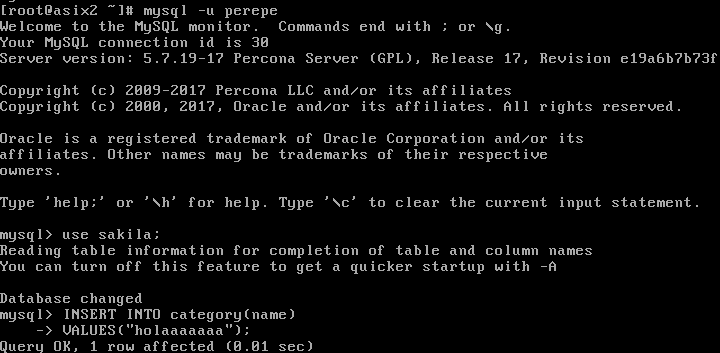 [root@asix2 ~]# mysql -u perepe
Welcome to the MySQL monitor.  Commands end with ; or \g.
Your MySQL connection id is 30
Server version: 5.7.19-17 Percona Server (GPL), Release 17, Revision e19a6b7b73f

Copyright (c) 2009-2017 Percona LLC and/or its affiliates
Copyright (c) 2000, 2017, Oracle and/or its affiliates. All rights reserved.

Oracle is a registered trademark of Oracle Corporation and/or its
affiliates. Other names may be trademarks of their respective
owners.

Type 'help;' or '\h' for help. Type '\c' to clear the current input statement.

mysql> use sakila;
Reading table information for completion of table and column names
You can turn off this feature to get a quicker startup with -A

Database changed
mysql> INSERT INTO category(name)
    -> VALUES("holaaaaaaa");
Query OK, 1 row affected (0.01 sec)